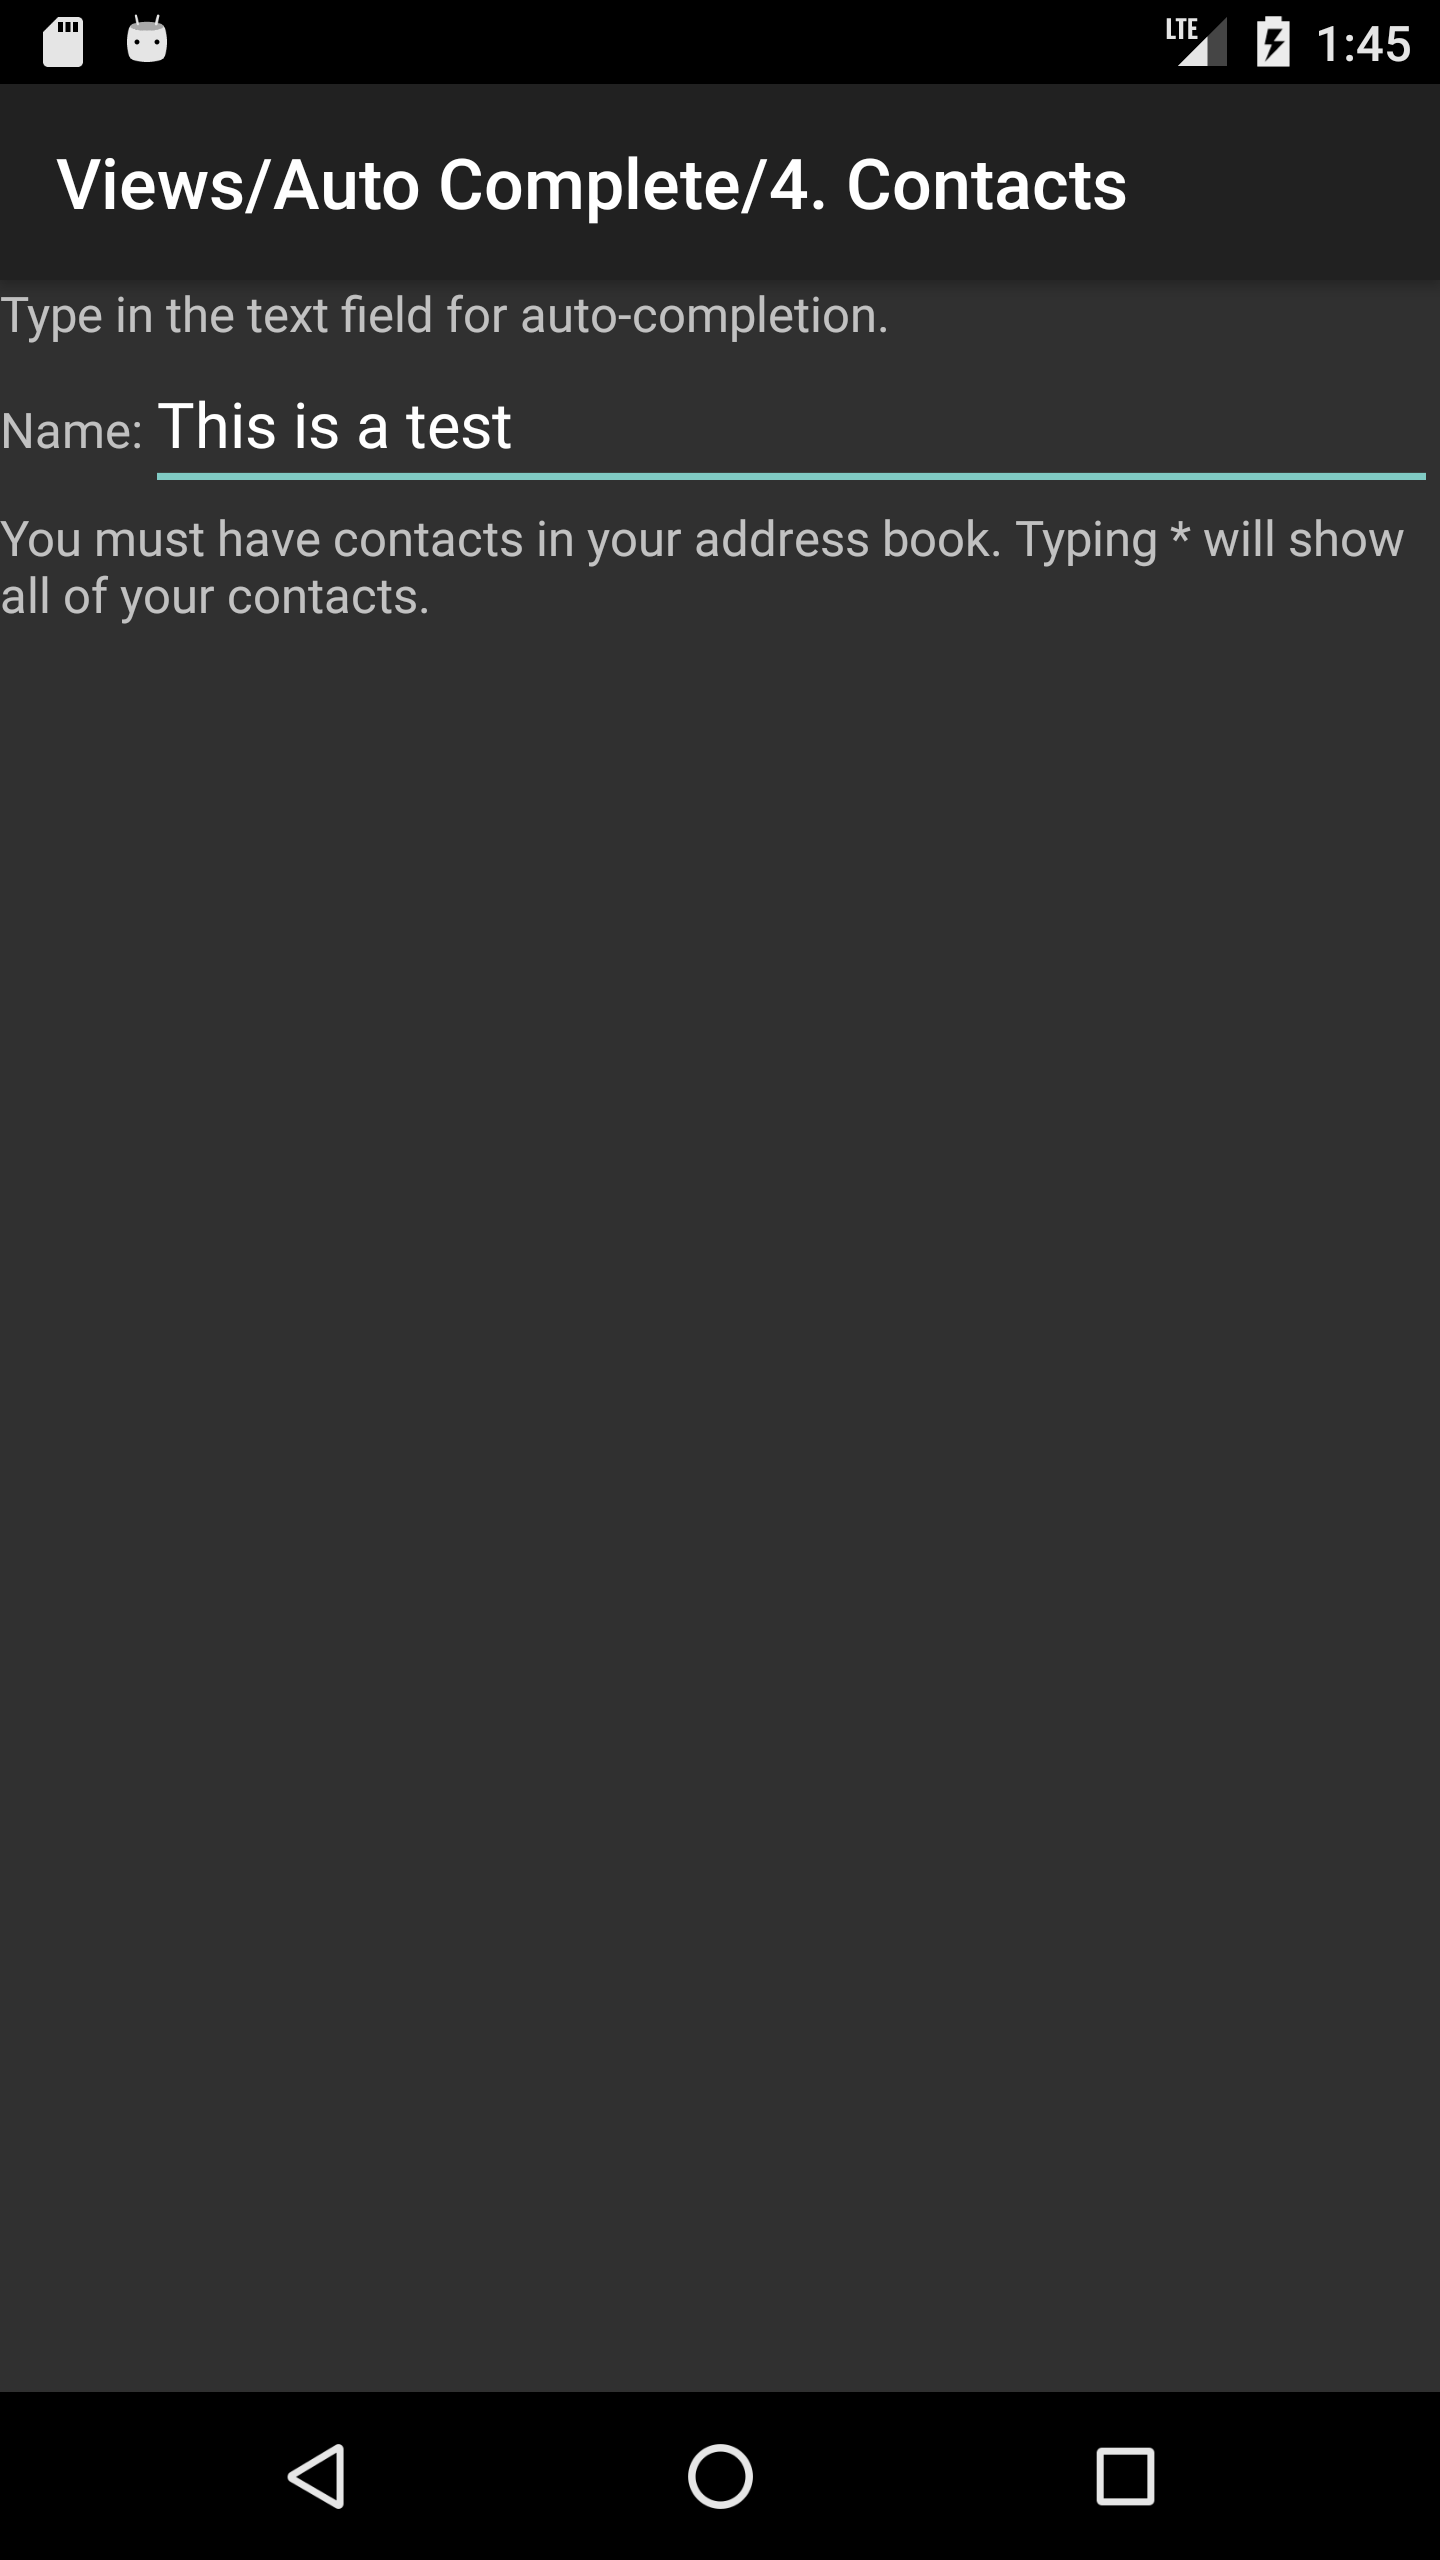 LTE 1:45
Views/Auto Complete/4. Contacts
Type in the text field for auto-completion.
Name: This is a test
You must have contacts in your address book. Typing * will show
all of your contacts.